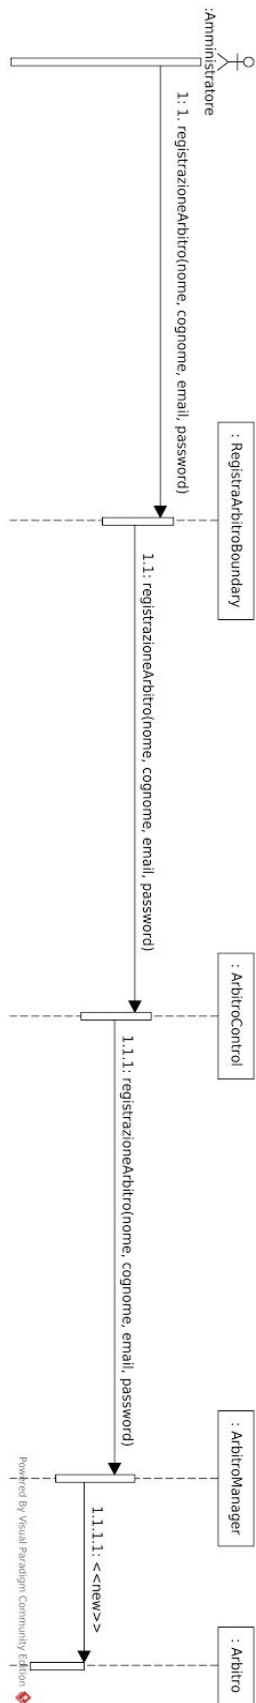 :Amministratore
: RegistraArbitroBoundary
: ArbitroControl
: ArbitroManager
: Arbitro
1: 1. registrazioneArbitro(nome, cognome, email, password)
1.1: registrazioneArbitro(nome, cognome, email, password)
1.1.1: registrazioneArbitro(nome, cognome, email, password)
1.1.1.1: <<new>>
Powered By Visual Paradigm Community Edition